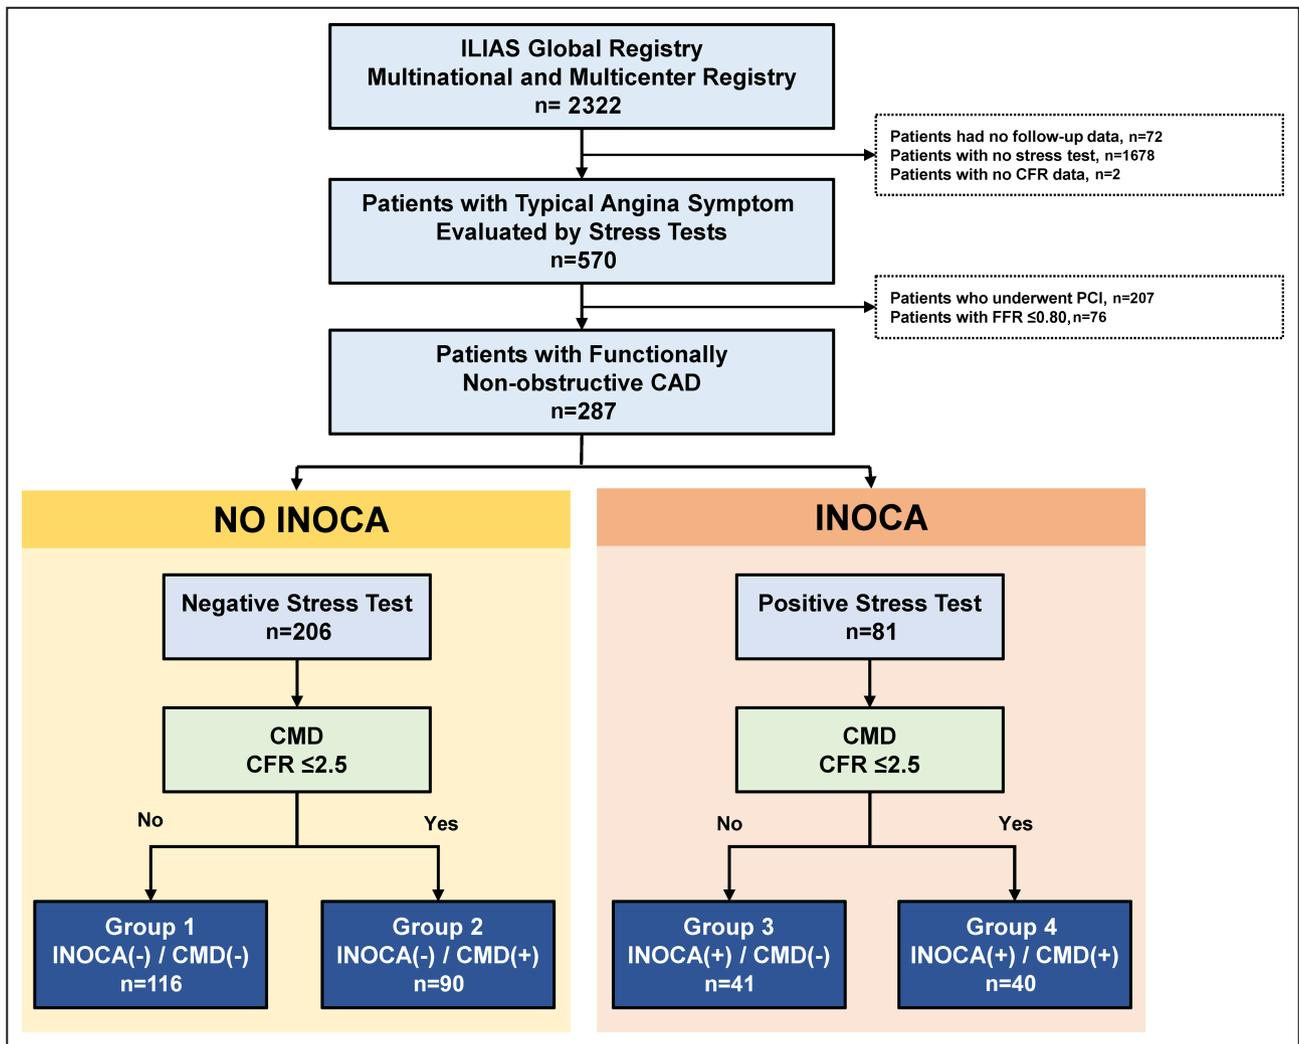 ILIAS Global Registry
Multinational and Multicenter Registry
n= 2322
Patients had no follow-up data, n=72
Patients with no stress test, n=1678
Patients with no CFR data, n=2
Patients with Typical Angina Symptom
Evaluated by Stress Tests
n=570
Patients who underwent PCI, n=207
Patients with FFR ≤0.80,n=76
Patients with Functionally
Non-obstructive CAD
n=287
NO INOCA
Negative Stress Test
n=206
CMD
CFR ≤2.5
No
Yes
Group 1
INOCA(-) / CMD(-)
n=116
Group 2
INOCA(-) / CMD(+)
n=90
INOCA
Positive Stress Test
n=81
CMD
CFR ≤2.5
No
Yes
Group 3
INOCA(+) / CMD(-)
n=41
Group 4
INOCA(+) / CMD(+)
n=40